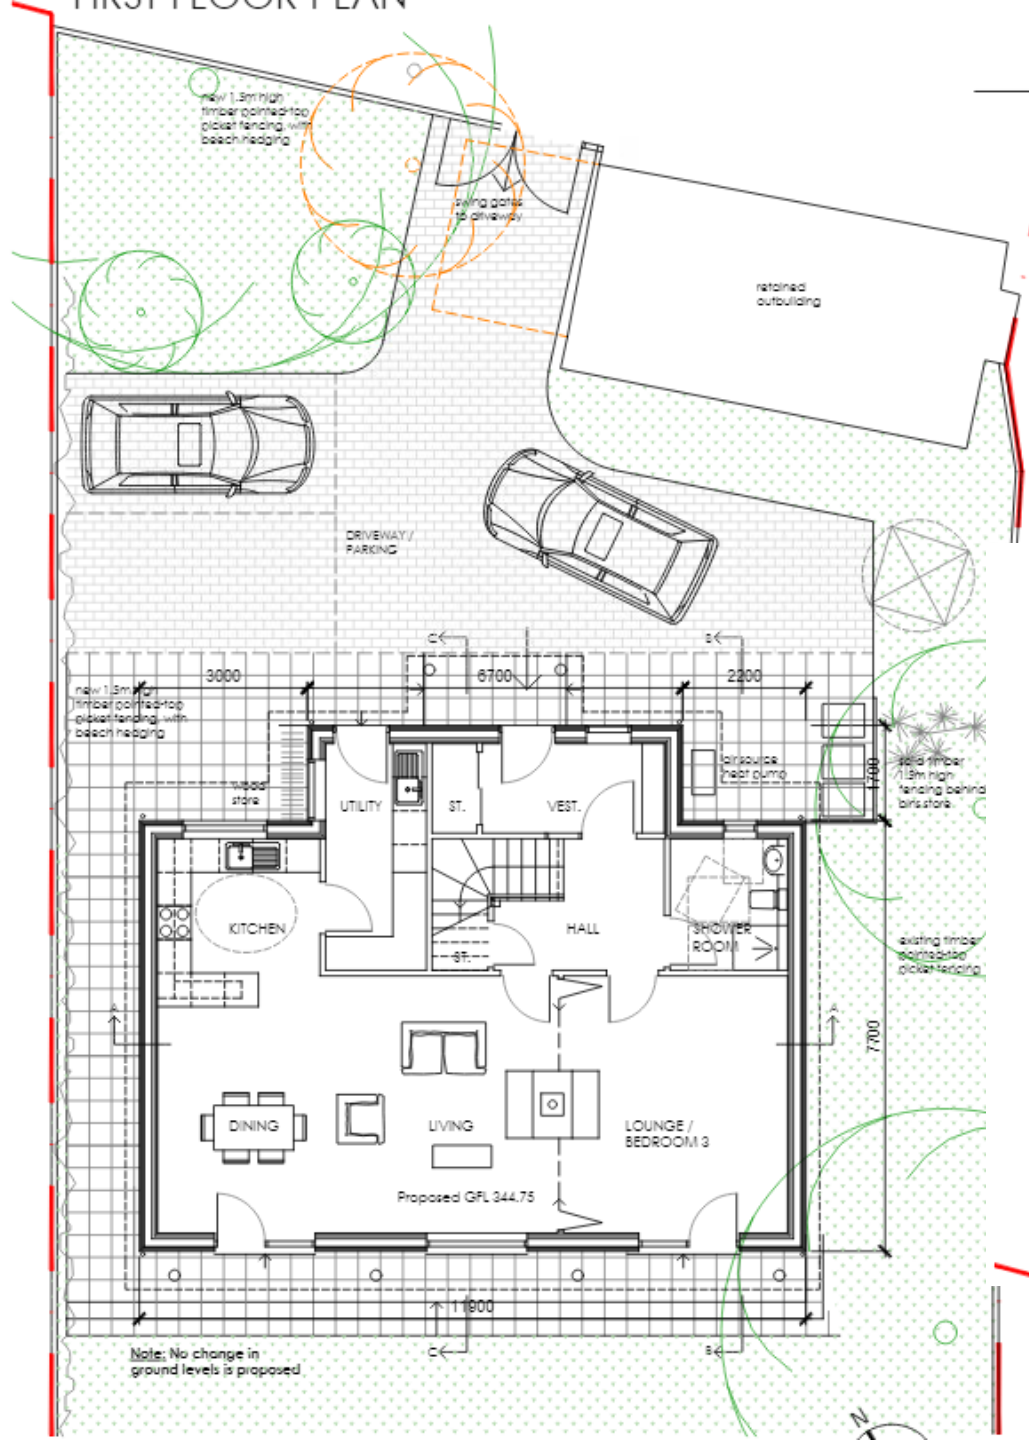 FIRST FLOOR PLAN
new 1.5m high
timber pointed-top
picket fencing, with
beech hedging
swing gates
to driveway
retained
outbuilding
DRIVEWAY /
PARKING
C
B
3000
6700
2200
new 1.5m high
timber pointed-top
picket fencing, with
beech hedging
wood
store
UTILITY
ST.
VEST.
air source
heat pump
1700
solid timber
1.5m high
fencing behind
bins store
KITCHEN
HALL
SHOWER
ROOM
ST.
existing timber
pointed-top
picket fencing
A
A
7700
DINING
LIVING
LOUNGE /
BEDROOM 3
Proposed GFL 344.75
11900
C
B
Note: No change in
ground levels is proposed
N